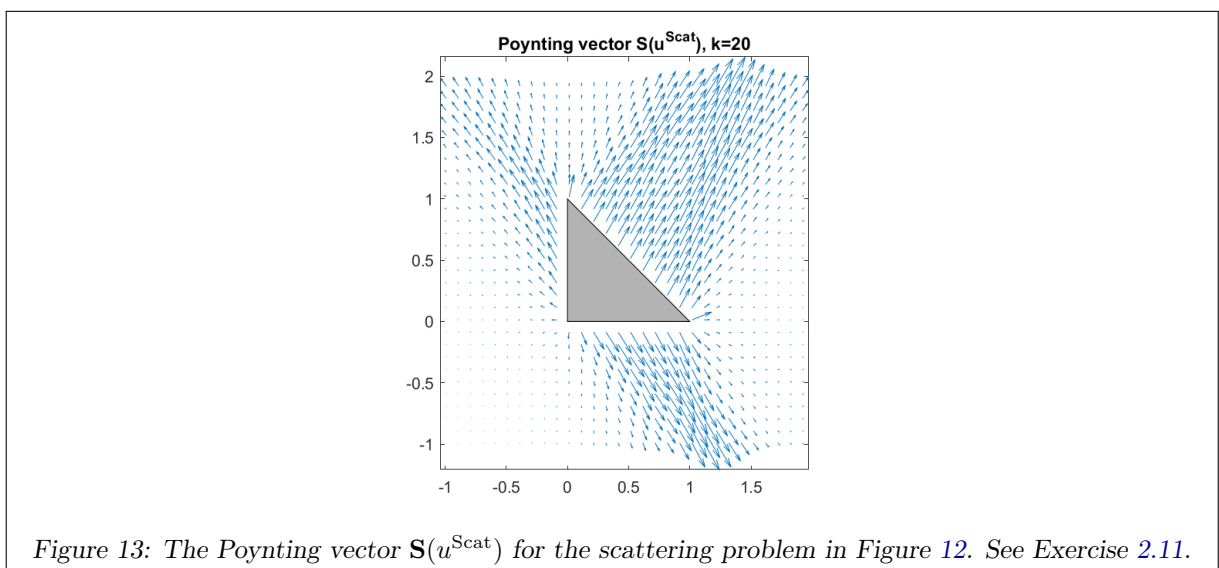 Poynting vector S(u^Scat), k=20
2
1.5
1
0.5
0
-0.5
-1
-1 -0.5 0 0.5 1 1.5
Figure 13: The Poynting vector S(u^Scat) for the scattering problem in Figure 12. See Exercise 2.11.